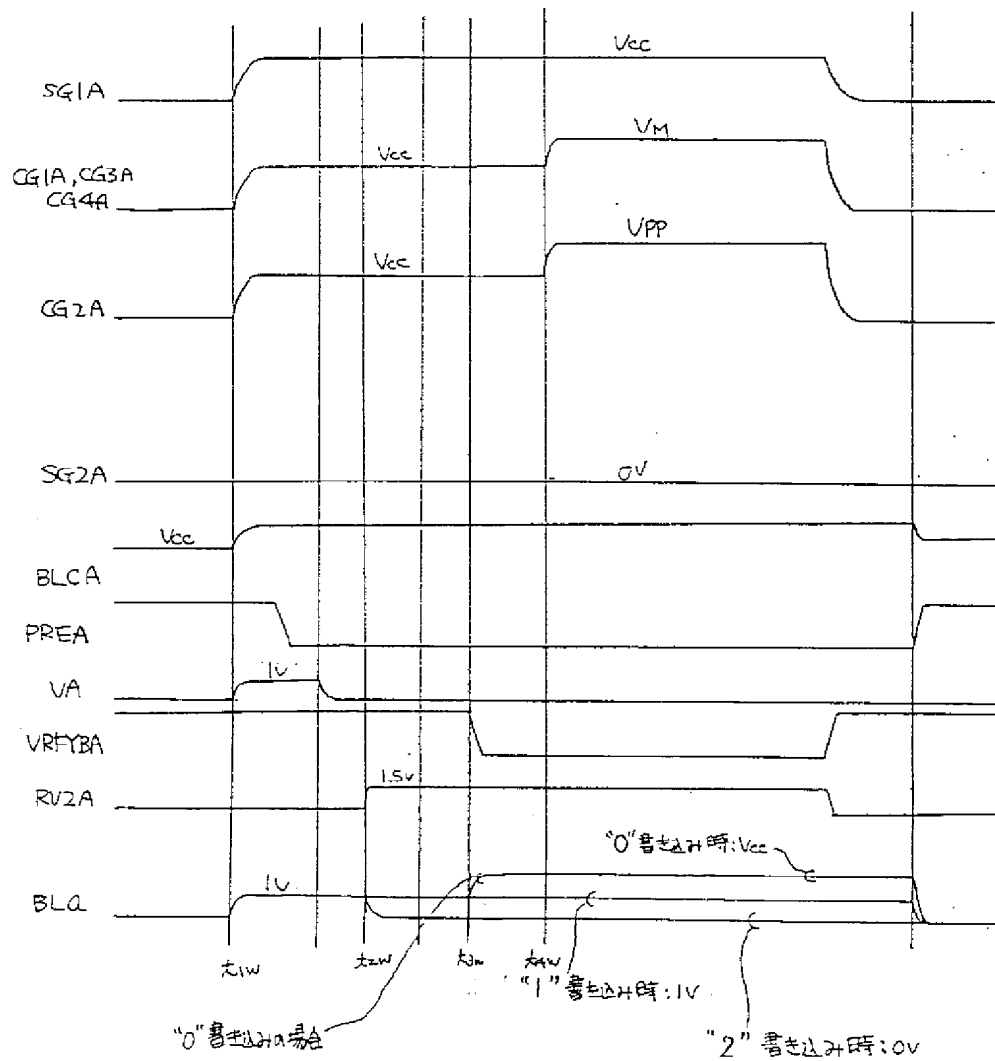 SG1A
Vcc
CG1A, CG3A
CG4A
Vcc
VM
CG2A
Vcc
VPP
SG2A
0V
Vcc
BLCA
PREA
VA
1V
VRFYBA
RV2A
1.5V
"0"書き込み時:Vcc
BLa
1V
t1w
t2w
t3w
t4w
"1"書き込み時:1V
"0"書き込みの場合
"2"書き込み時:0V